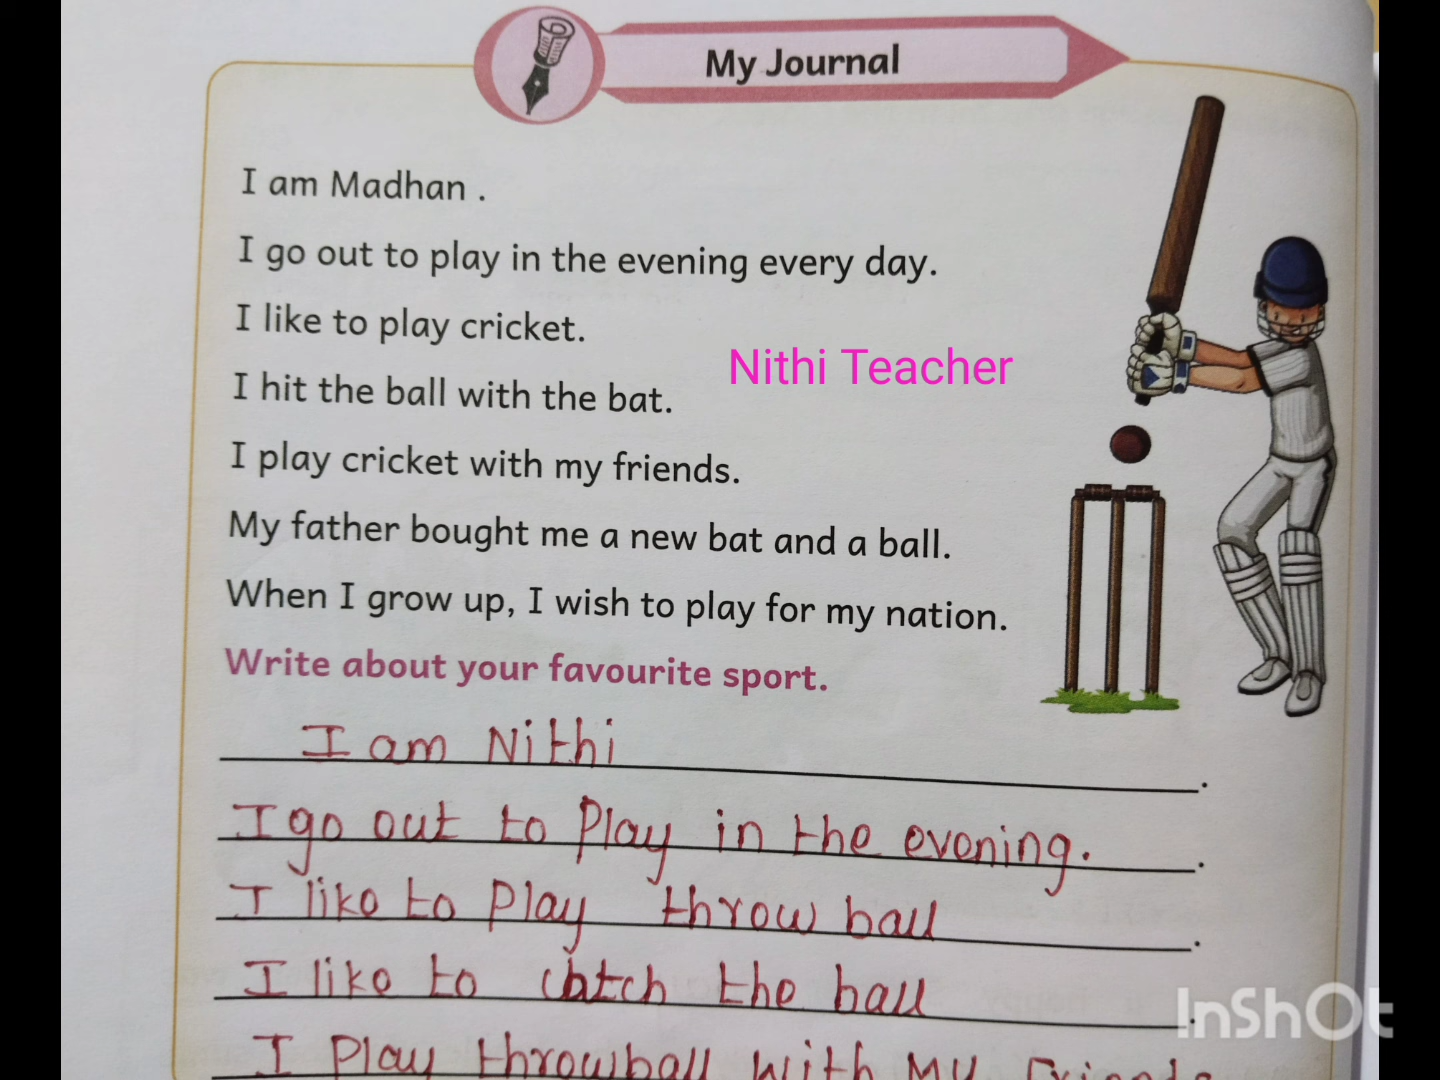 My Journal
I am Madhan .
I go out to play in the evening every day.
I like to play cricket.
Nithi Teacher
I hit the ball with the bat.
I play cricket with my friends.
My father bought me a new bat and a ball.
When I grow up, I wish to play for my nation.
Write about your favourite sport.
I am Nithi .
I go out to play in the evening. .
I like to play throw ball .
I like to catch the ball .
I play throwball with my Friends
InShOt